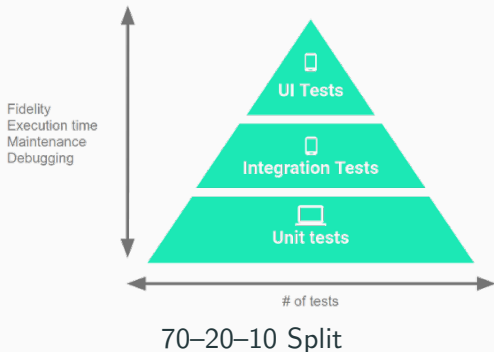 UI Tests
Fidelity
Execution time
Maintenance
Debugging
Integration Tests
Unit tests
# of tests
70–20–10 Split